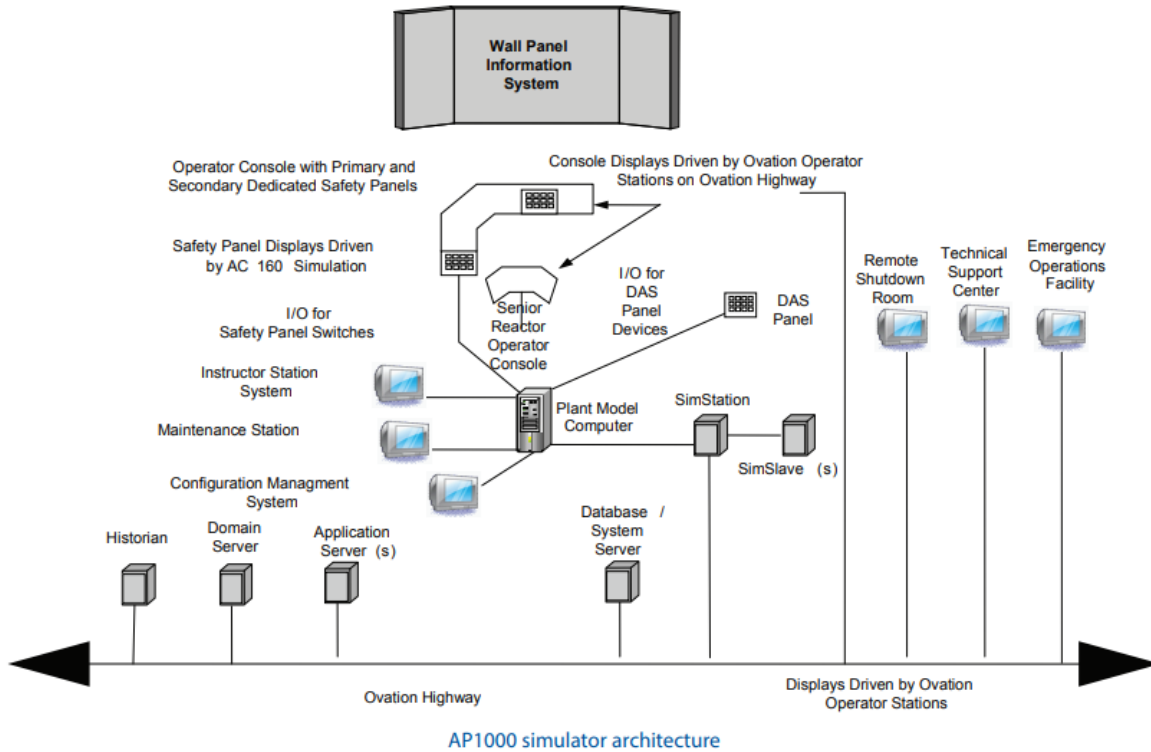 Wall Panel
Information
System
Operator Console with Primary and
Secondary Dedicated Safety Panels
Console Displays Driven by Ovation Operator
Stations on Ovation Highway
Safety Panel Displays Driven
by AC 160 Simulation
I/O for
Safety Panel Switches
Senior
Reactor
Operator
Console
I/O for
DAS
Panel
Devices
DAS
Panel
Remote
Shutdown
Room
Technical
Support
Center
Emergency
Operations
Facility
Instructor Station
System
Maintenance Station
Configuration Managment
System
Plant Model
Computer
SimStation
SimSlave (s)
Historian
Domain
Server
Application
Server (s)
Database /
System
Server
Ovation Highway
Displays Driven by Ovation
Operator Stations
AP1000 simulator architecture